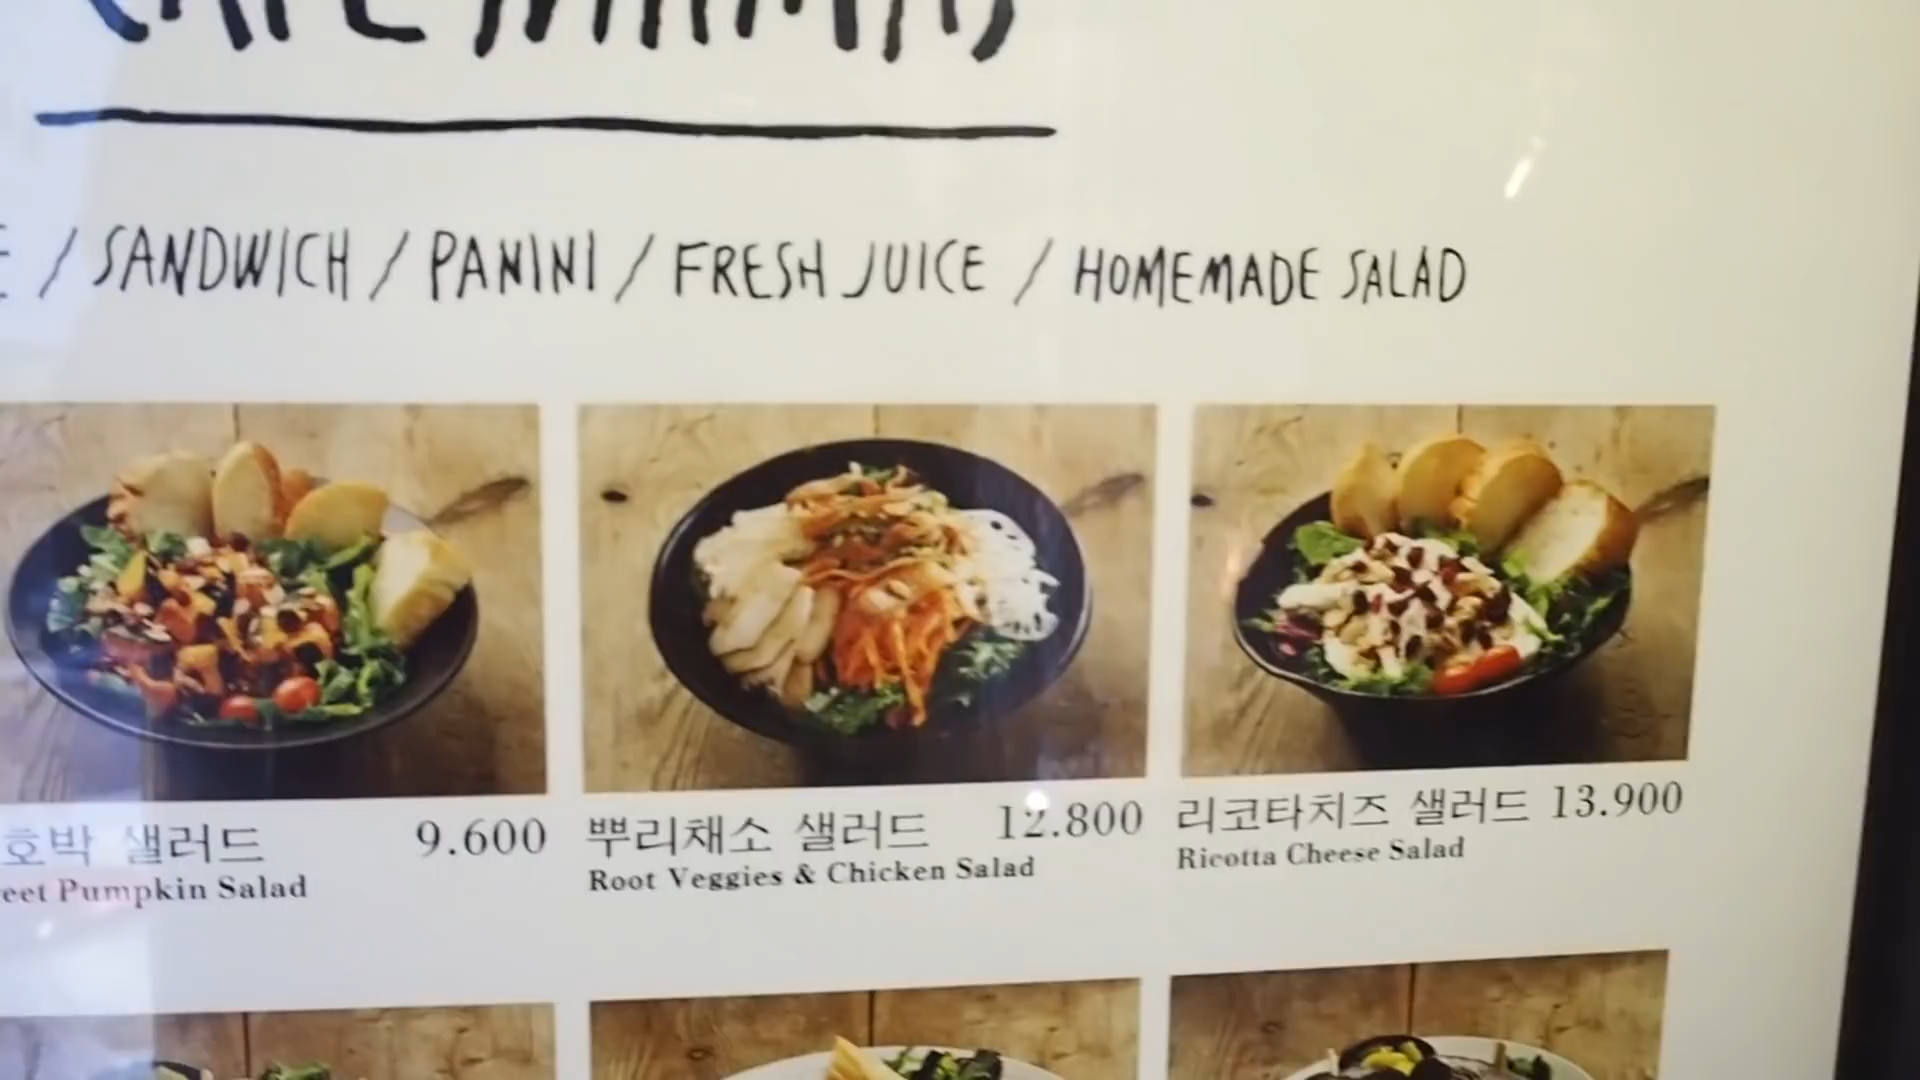 / SANDWICH / PANINI / FRESH JUICE / HOMEMADE SALAD
호박 샐러드 9.600
Pumpkin Salad
뿌리채소 샐러드 12.800
Root Veggies & Chicken Salad
리코타치즈 샐러드 13.900
Ricotta Cheese Salad